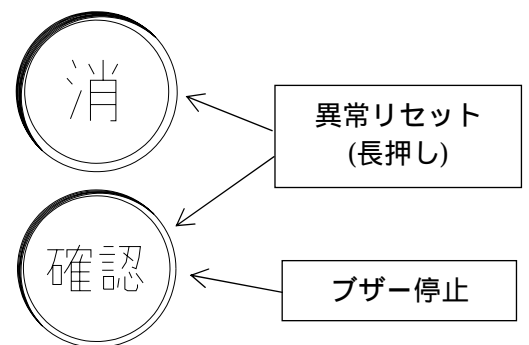 消
異常リセット
(長押し)
確認
ブザー停止